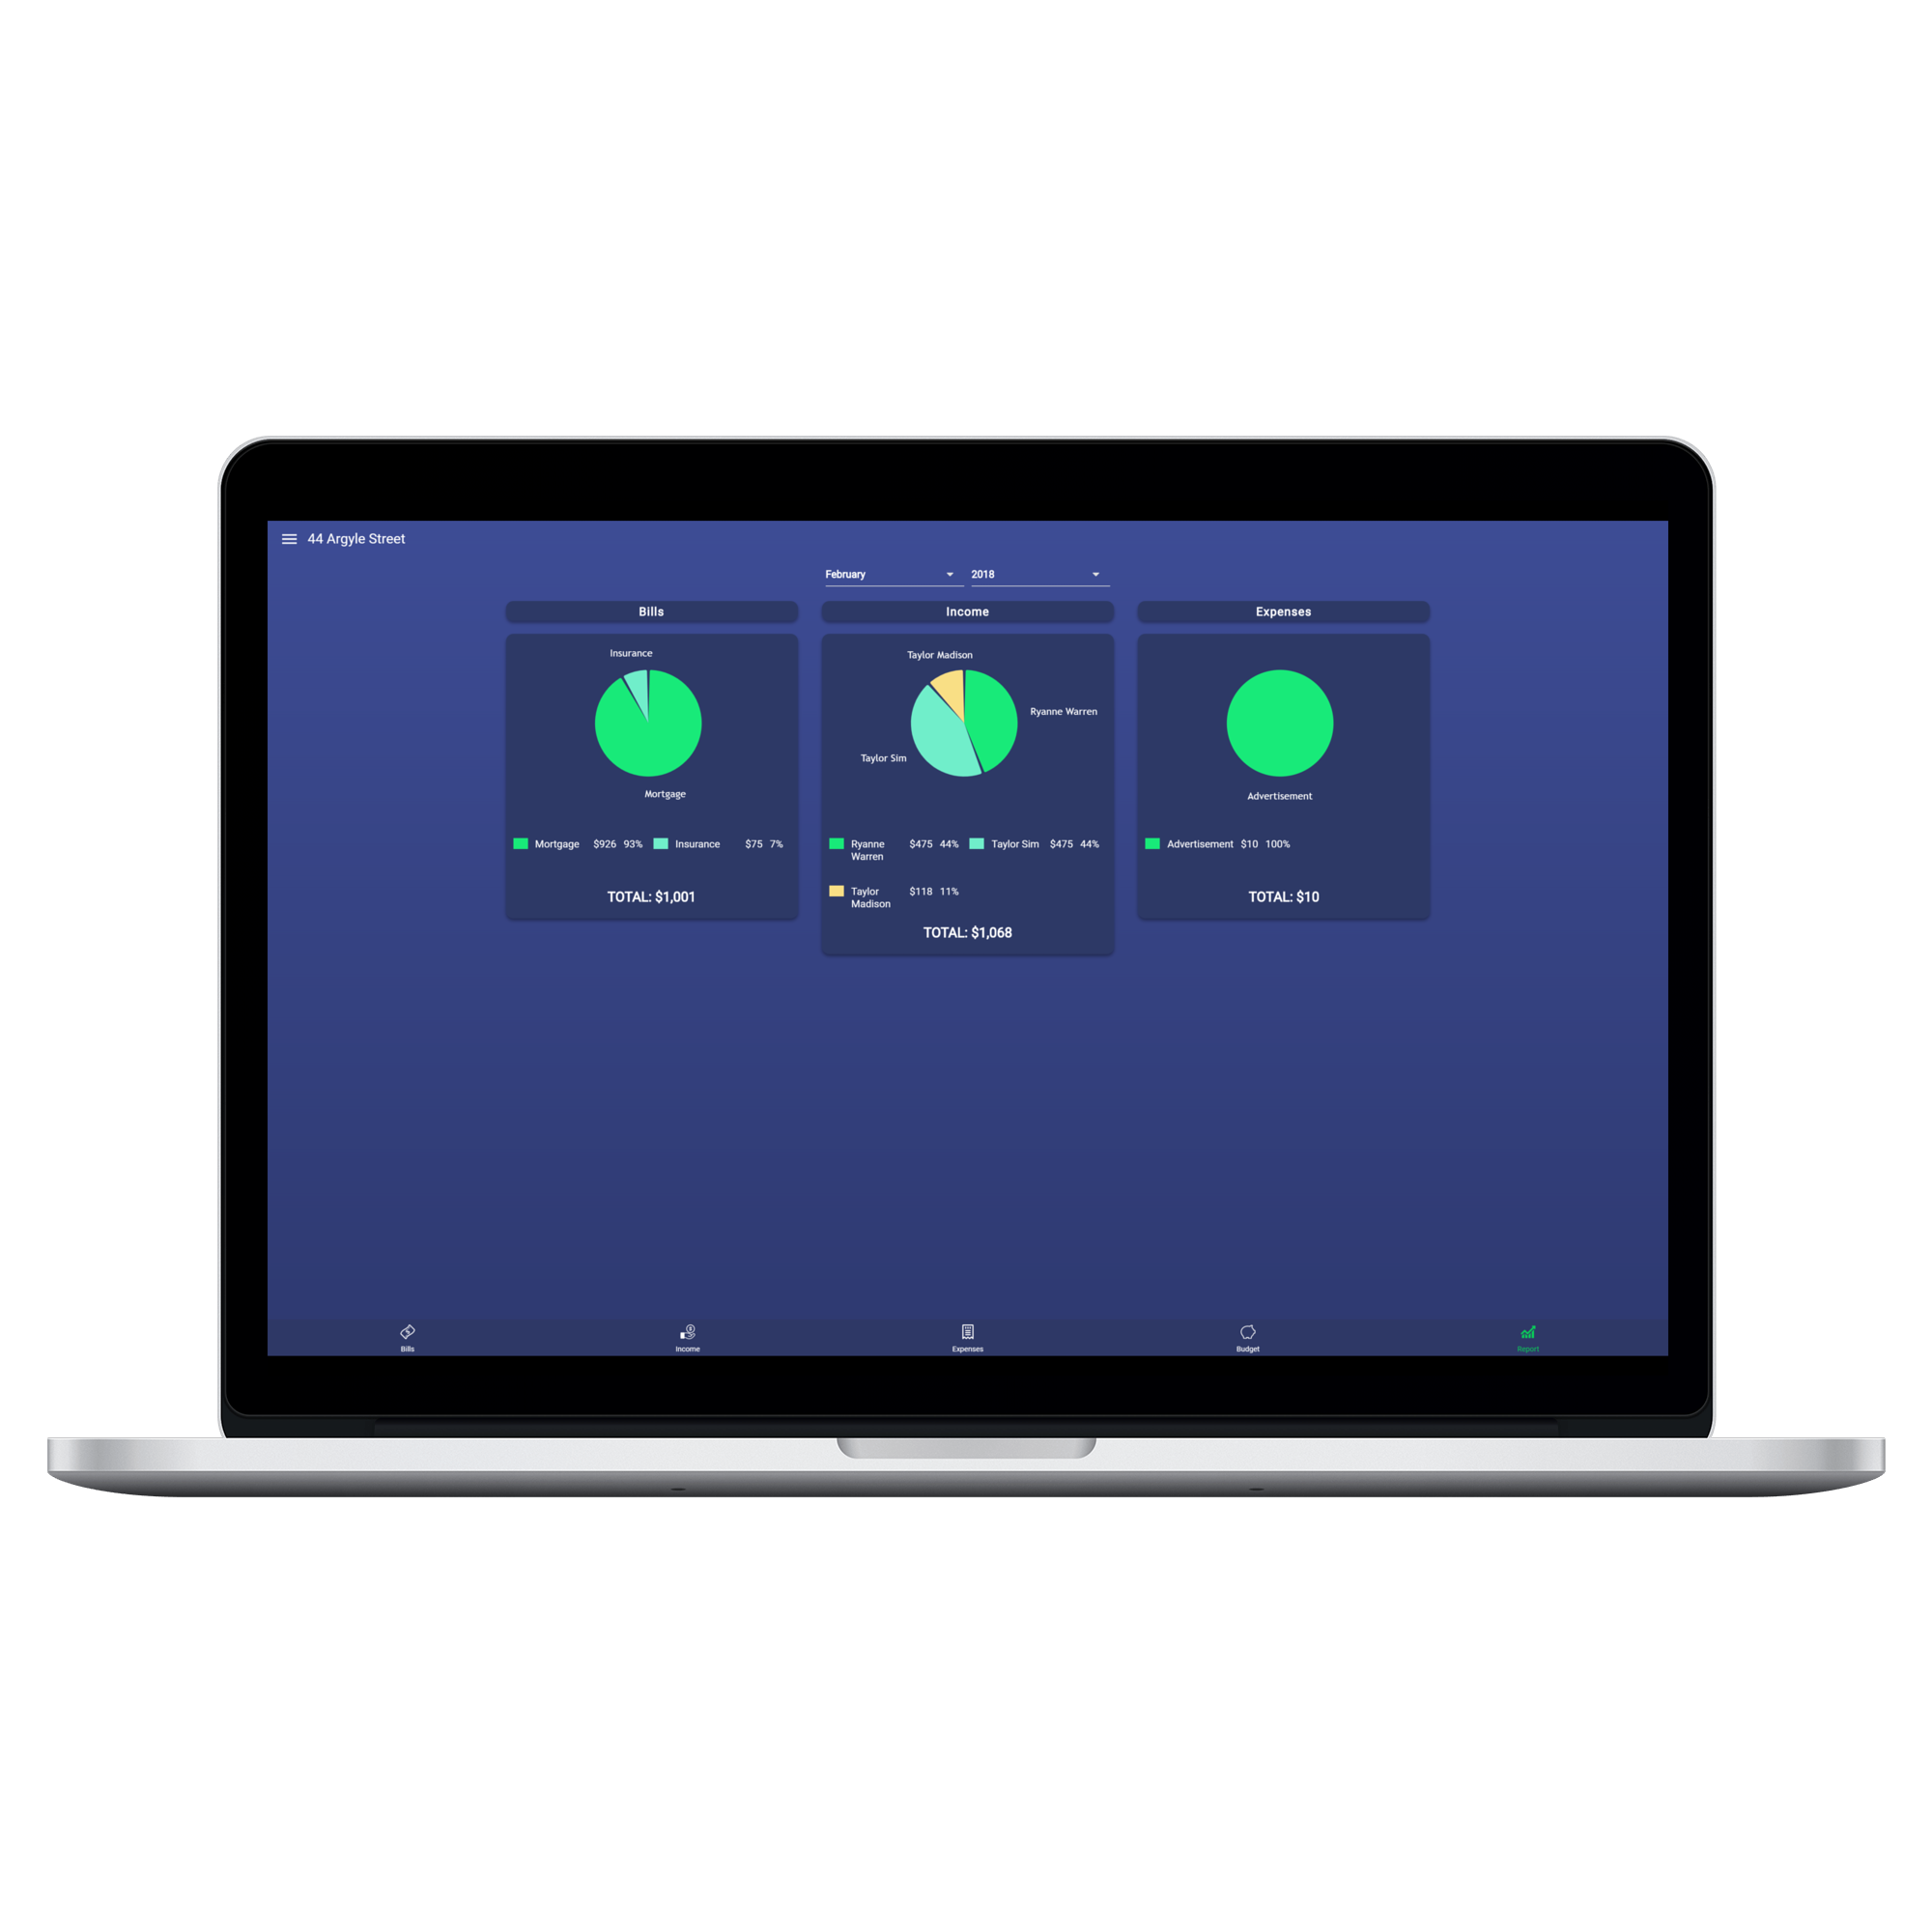 44 Argyle Street
February 2018
Bills
Insurance
Mortgage
Mortgage $926 93% Insurance $75 7%
TOTAL: $1,001
Income
Taylor Madison
Ryanne Warren
Taylor Sim
Ryanne Warren $475 44% Taylor Sim $475 44%
Taylor Madison $118 11%
TOTAL: $1,068
Expenses
Advertisement
Advertisement $10 100%
TOTAL: $10
Bills Income Expenses Budget Report